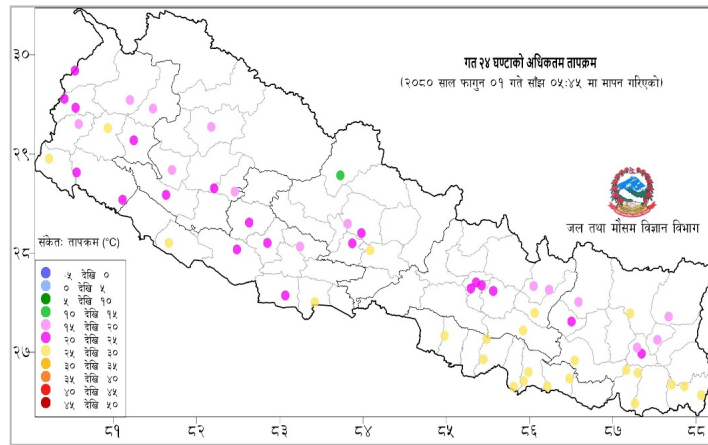 गत २४ घण्टाको अधिकतम तापक्रम
(२०८० साल फागुन ०१ गते साँझ ०५:४५ मा मापन गरिएको)
३०
२९
२८
२७
जल तथा मौसम विज्ञान विभाग
संकेतः तापक्रम (°C)
-५ देखि ०
० देखि ५
५ देखि १०
१० देखि १५
१५ देखि २०
२० देखि २५
२५ देखि ३०
३० देखि ३५
३५ देखि ४०
४० देखि ४५
४५ देखि ५०
८१ ८२ ८३ ८४ ८५ ८६ ८७ ८८